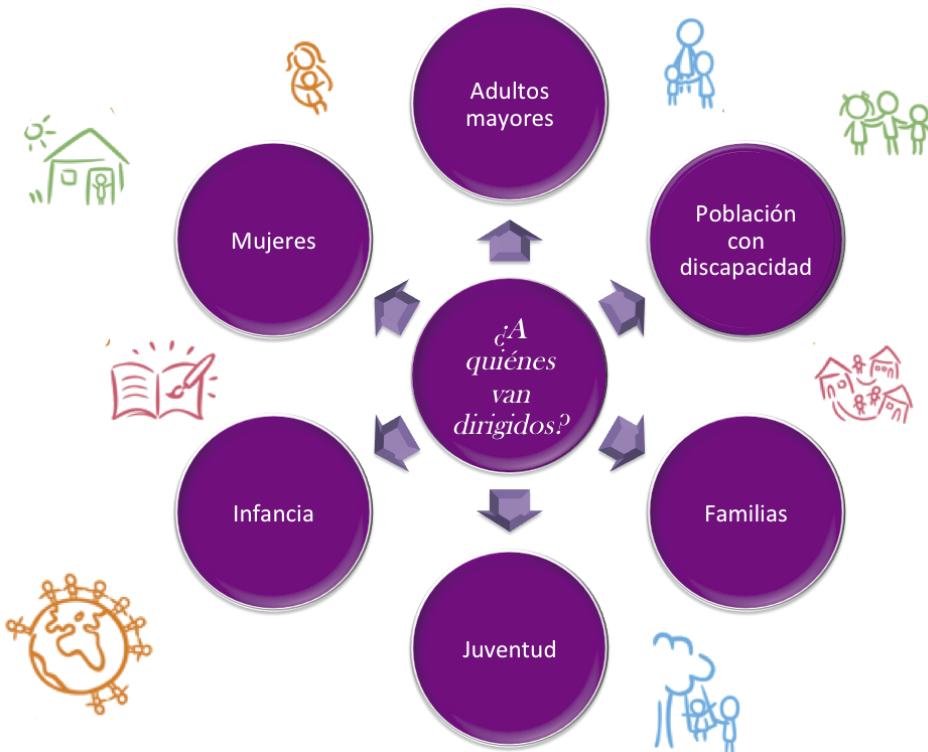 Adultos
mayores
Mujeres
Población
con
discapacidad
¿A
quiénes
van
dirigidos?
Infancia
Familias
Juventud